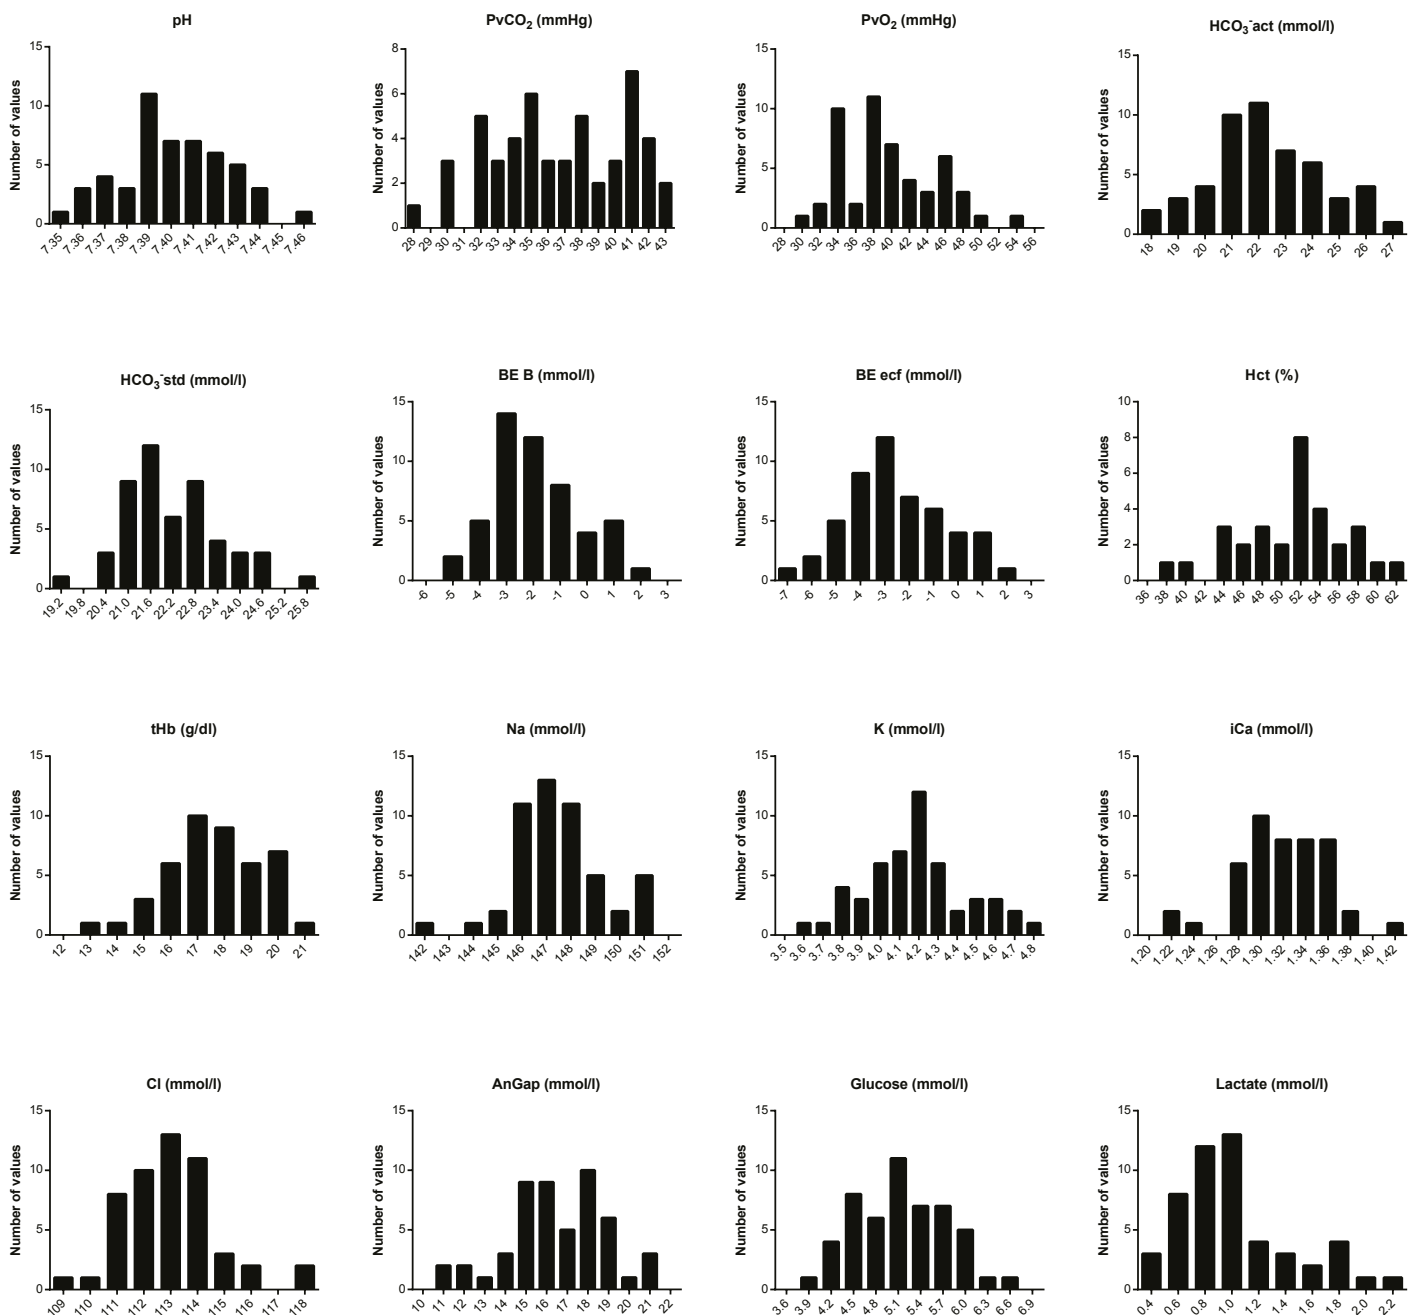 pH
Number of values
15
10
5
0
7.35 7.36 7.37 7.38 7.39 7.40 7.41 7.42 7.43 7.44 7.45 7.46
PvCO₂ (mmHg)
Number of values
8
6
4
2
0
28 29 30 31 32 33 34 35 36 37 38 39 40 41 42 43
PvO₂ (mmHg)
Number of values
15
10
5
0
28 30 32 34 36 38 40 42 44 46 48 50 52 54 56
HCO₃⁻act (mmol/l)
Number of values
15
10
5
0
18 19 20 21 22 23 24 25 26 27
HCO₃⁻std (mmol/l)
Number of values
15
10
5
0
19.2 19.8 20.4 21.0 21.6 22.2 22.8 23.4 24.0 24.6 25.2 25.8
BE B (mmol/l)
Number of values
15
10
5
0
-6 -5 -4 -3 -2 -1 0 1 2 3
BE ecf (mmol/l)
Number of values
15
10
5
0
-7 -6 -5 -4 -3 -2 -1 0 1 2 3
Hct (%)
Number of values
10
8
6
4
2
0
36 38 40 42 44 46 48 50 52 54 56 58 60 62
tHb (g/dl)
Number of values
15
10
5
0
12 13 14 15 16 17 18 19 20 21
Na (mmol/l)
Number of values
15
10
5
0
142 143 144 145 146 147 148 149 150 151 152
K (mmol/l)
Number of values
15
10
5
0
3.5 3.6 3.7 3.8 3.9 4.0 4.1 4.2 4.3 4.4 4.5 4.6 4.7 4.8
iCa (mmol/l)
Number of values
15
10
5
0
1.20 1.22 1.24 1.26 1.28 1.30 1.32 1.34 1.36 1.38 1.40 1.42
Cl (mmol/l)
Number of values
15
10
5
0
109 110 111 112 113 114 115 116 117 118
AnGap (mmol/l)
Number of values
15
10
5
0
10 11 12 13 14 15 16 17 18 19 20 21 22
Glucose (mmol/l)
Number of values
15
10
5
0
3.6 3.9 4.2 4.5 4.8 5.1 5.4 5.7 6.0 6.3 6.6 6.9
Lactate (mmol/l)
Number of values
15
10
5
0
0.4 0.6 0.8 1.0 1.2 1.4 1.6 1.8 2.0 2.2